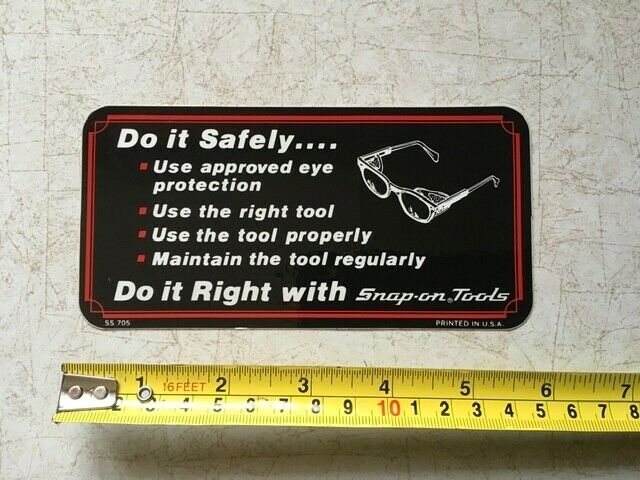 Do it Safely....
Use approved eye
protection
Use the right tool
Use the tool properly
Maintain the tool regularly
Do it Right with Snap-on® Tools
SS 705 PRINTED IN U.S.A.
1 16FEET 2 3 4 5 6 7
2 3 4 5 6 7 8 9 10 1 2 3 4 5 6 7 8